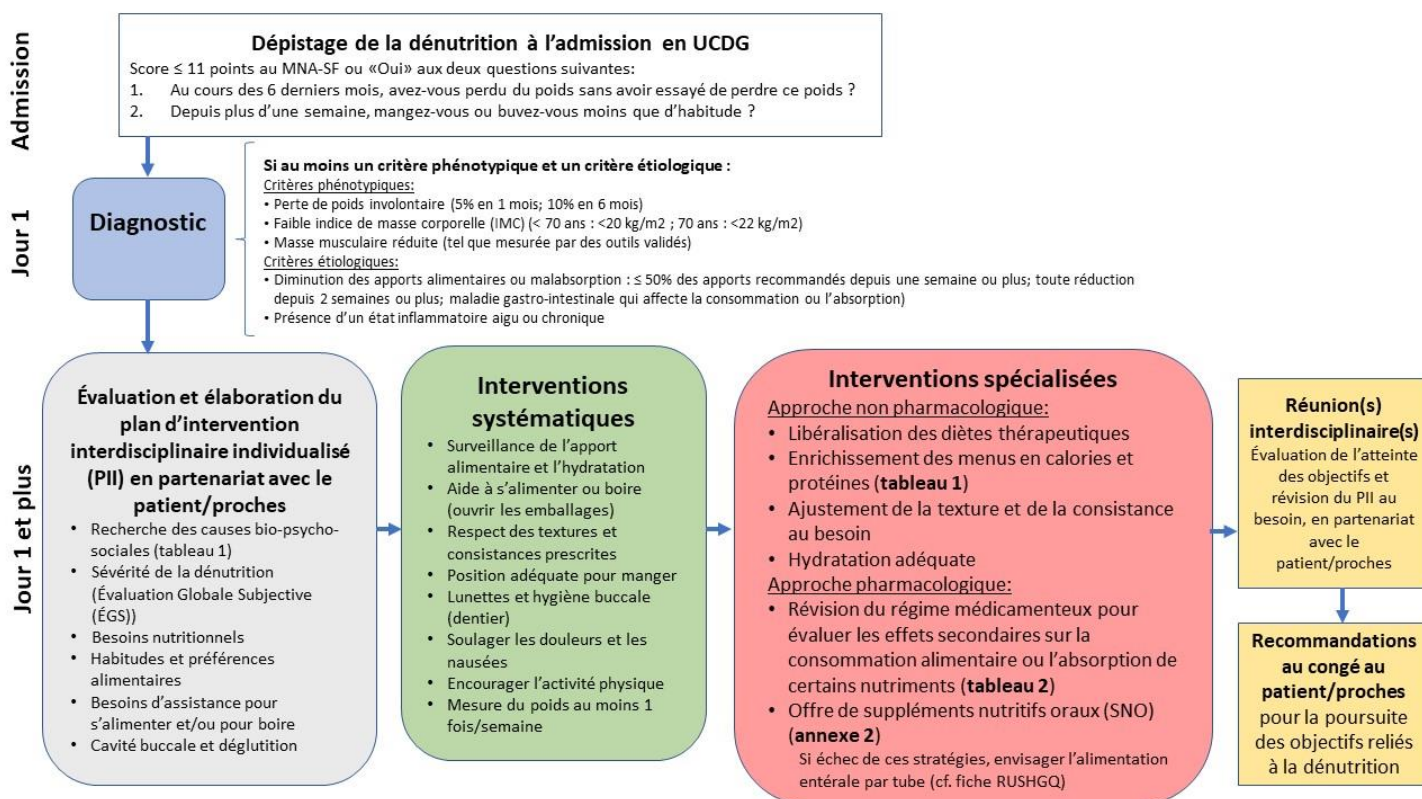 Admission
Dépistage de la dénutrition à l’admission en UCDG
Score ≤ 11 points au MNA-SF ou «Oui» aux deux questions suivantes:
1. Au cours des 6 derniers mois, avez-vous perdu du poids sans avoir essayé de perdre ce poids ?
2. Depuis plus d’une semaine, mangez-vous ou buvez-vous moins que d’habitude ?
Jour 1
Diagnostic
Si au moins un critère phénotypique et un critère étiologique :
Critères phénotypiques:
• Perte de poids involontaire (5% en 1 mois; 10% en 6 mois)
• Faible indice de masse corporelle (IMC) (< 70 ans : <20 kg/m2 ; 70 ans : <22 kg/m2)
• Masse musculaire réduite (tel que mesurée par des outils validés)
Critères étiologiques:
• Diminution des apports alimentaires ou malabsorption : ≤ 50% des apports recommandés depuis une semaine ou plus; toute réduction
depuis 2 semaines ou plus; maladie gastro-intestinale qui affecte la consommation ou l’absorption)
• Présence d’un état inflammatoire aigu ou chronique
Jour 1 et plus
Évaluation et élaboration du
plan d’intervention
interdisciplinaire individualisé
(PII) en partenariat avec le
patient/proches
• Recherche des causes bio-psycho-
sociales (tableau 1)
• Sévérité de la dénutrition
(Évaluation Globale Subjective
(ÉGS))
• Besoins nutritionnels
• Habitudes et préférences
alimentaires
• Besoins d’assistance pour
s’alimenter et/ou pour boire
• Cavité buccale et déglutition
Interventions
systématiques
• Surveillance de l’apport
alimentaire et l’hydratation
• Aide à s’alimenter ou boire
(ouvrir les emballages)
• Respect des textures et
consistances prescrites
• Position adéquate pour manger
• Lunettes et hygiène buccale
(dentier)
• Soulager les douleurs et les
nausées
• Encourager l’activité physique
• Mesure du poids au moins 1
fois/semaine
Interventions spécialisées
Approche non pharmacologique:
• Libéralisation des diètes thérapeutiques
• Enrichissement des menus en calories et
protéines (tableau 1)
• Ajustement de la texture et de la consistance
au besoin
• Hydratation adéquate
Approche pharmacologique:
• Révision du régime médicamenteux pour
évaluer les effets secondaires sur la
consommation alimentaire ou l’absorption de
certains nutriments (tableau 2)
• Offre de suppléments nutritifs oraux (SNO)
(annexe 2)
Si échec de ces stratégies, envisager l’alimentation
entérale par tube (cf. fiche RUSHGQ)
Réunion(s)
interdisciplinaire(s)
Évaluation de l’atteinte
des objectifs et
révision du PII au
besoin, en partenariat
avec le
patient/proches
Recommandations
au congé au
patient/proches
pour la poursuite
des objectifs reliés
à la dénutrition